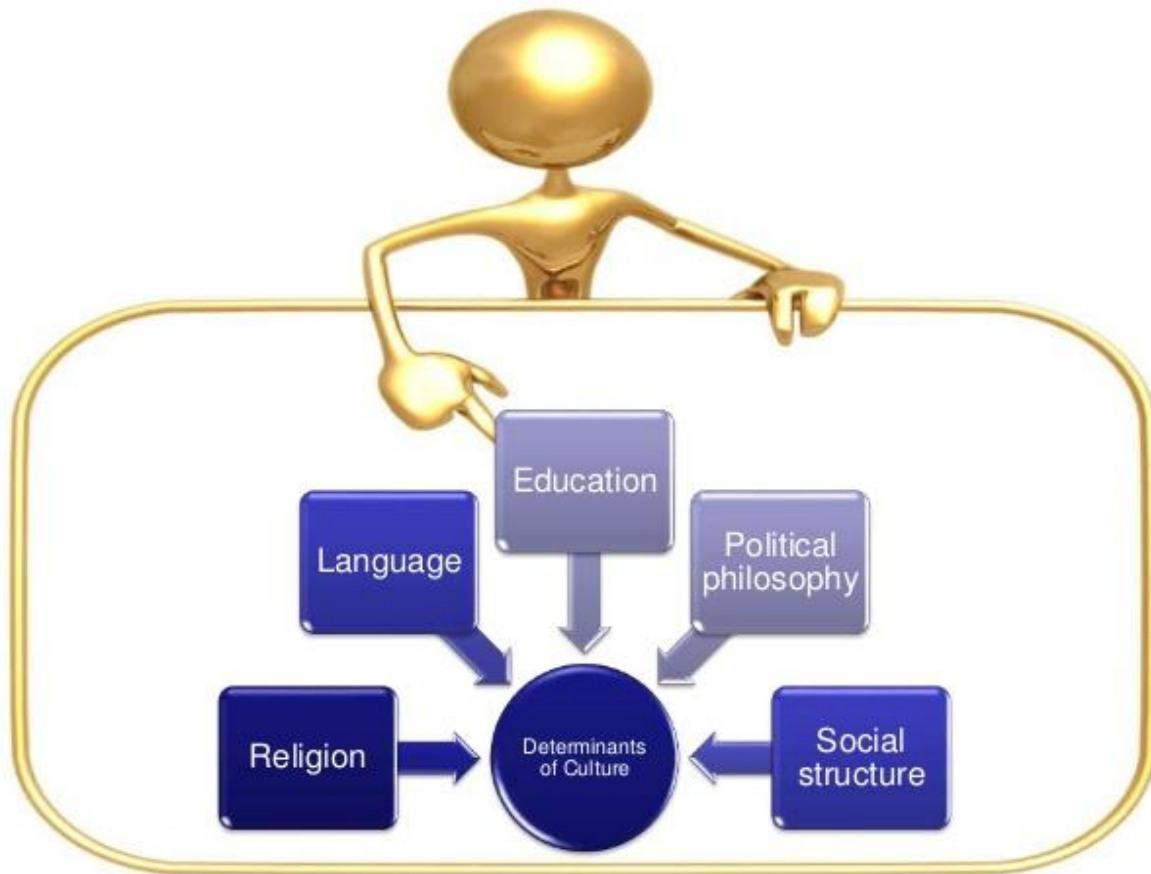 Education
Language
Political
philosophy
Religion
Determinants
of Culture
Social
structure